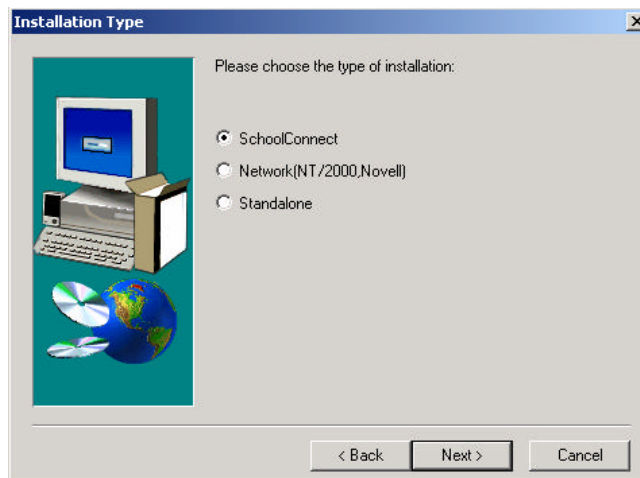 Installation Type
Please choose the type of installation:
SchoolConnect
Network(NT/2000,Novell)
Standalone
< Back
Next >
Cancel